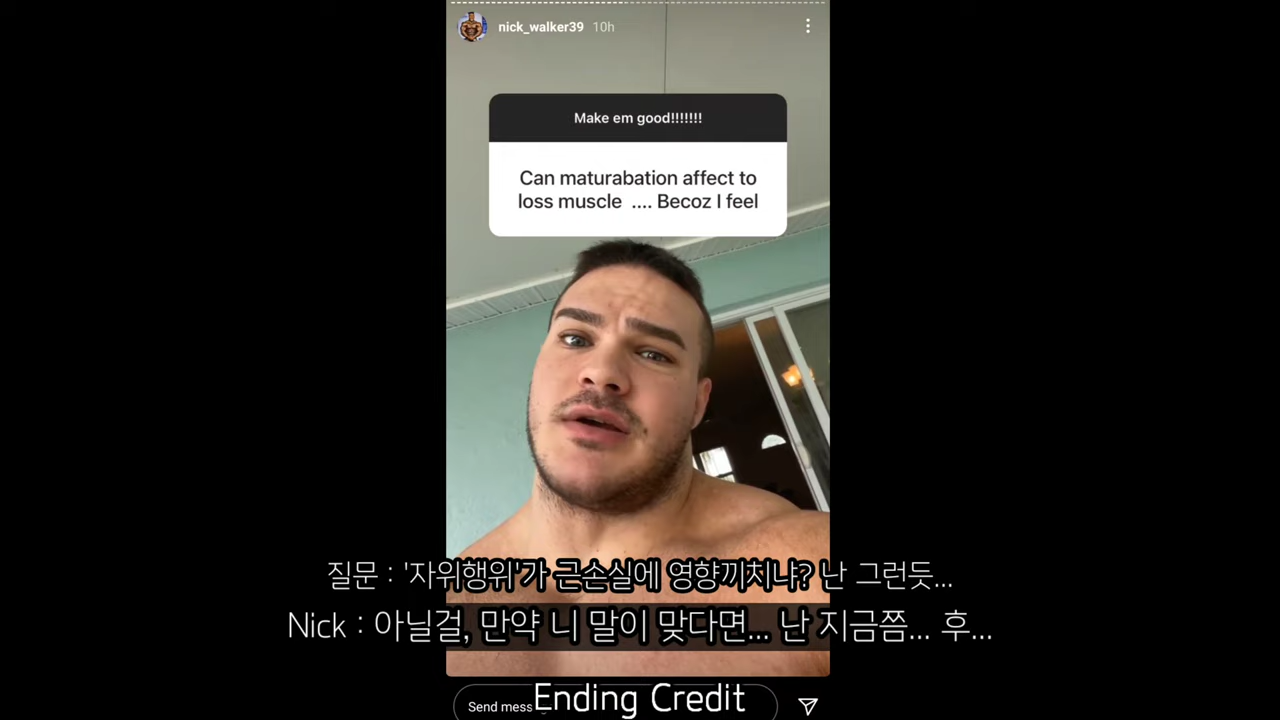 nick_walker39 10h
Make em good!!!!!!!
Can maturabation affect to
loss muscle .... Becoz I feel
질문 : '자위행위'가 근손실에 영향끼치냐? 난 그런듯...
Nick : 아닐걸, 만약 니 말이 맞다면... 난 지금쯤... 후...
Send mess
Ending Credit